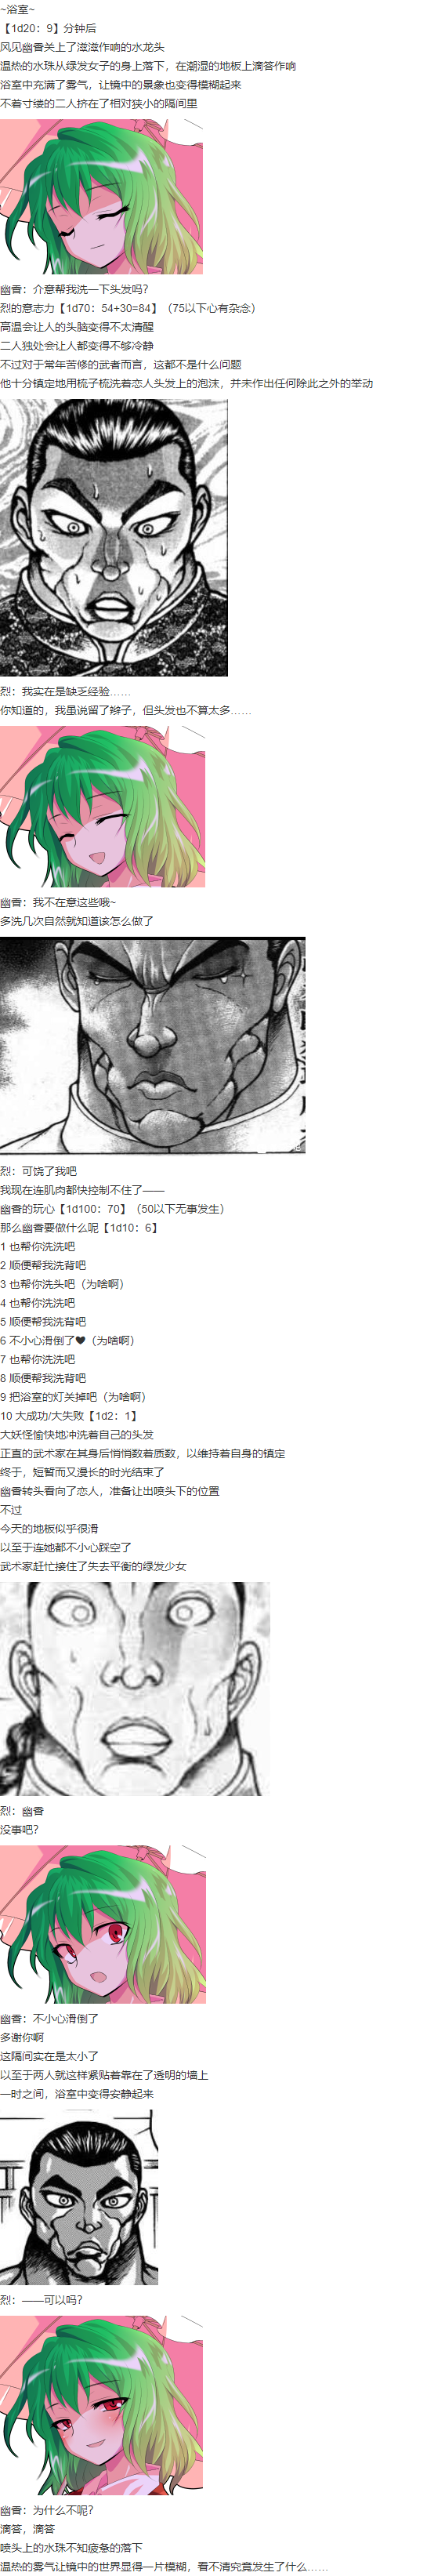 ~浴室~
【1d20：9】分钟后
风见幽香关上了滋滋作响的水龙头
温热的水珠从绿发女子的身上落下，在潮湿的地板上滴答作响
浴室中充满了雾气，让镜中的景象也变得模糊起来
不着寸缕的二人挤在了相对狭小的隔间里
幽香：介意帮我洗一下头发吗？
烈的意志力【1d70：54+30=84】（75以下心有杂念）
高温会让人的头脑变得不太清醒
二人独处会让人都变得不够冷静
不过对于常年苦修的武者而言，这都不是什么问题
他十分镇定地用梳子梳洗着恋人头发上的泡沫，并未作出任何除此之外的举动
烈：我实在是缺乏经验……
你知道的，我虽说留了辫子，但头发也不算太多……
幽香：我不在意这些哦~
多洗几次自然就知道该怎么做了
烈：可饶了我吧
我现在连肌肉都快控制不住了——
幽香的玩心【1d100：70】（50以下无事发生）
那么幽香要做什么呢【1d10：6】
1 也帮你洗洗吧
2 顺便帮我洗背吧
3 也帮你洗头吧（为啥啊）
4 也帮你洗洗吧
5 顺便帮我洗背吧
6 不小心滑倒了♥（为啥啊）
7 也帮你洗洗吧
8 顺便帮我洗背吧
9 把浴室的灯关掉吧（为啥啊）
10 大成功/大失败【1d2：1】
大妖怪愉快地冲洗着自己的头发
正直的武术家在其身后悄悄数着质数，以维持着自身的镇定
终于，短暂而又漫长的时光结束了
幽香转头看向了恋人，准备让出喷头下的位置
不过
今天的地板似乎很滑
以至于连她都不小心踩空了
武术家赶忙接住了失去平衡的绿发少女
烈：幽香
没事吧？
幽香：不小心滑倒了
多谢你啊
这隔间实在是太小了
以至于两人就这样紧贴着靠在了透明的墙上
一时之间，浴室中变得安静起来
烈：——可以吗？
幽香：为什么不呢？
滴答，滴答
喷头上的水珠不知疲惫的落下
温热的雾气让镜中的世界显得一片模糊，看不清究竟发生了什么……